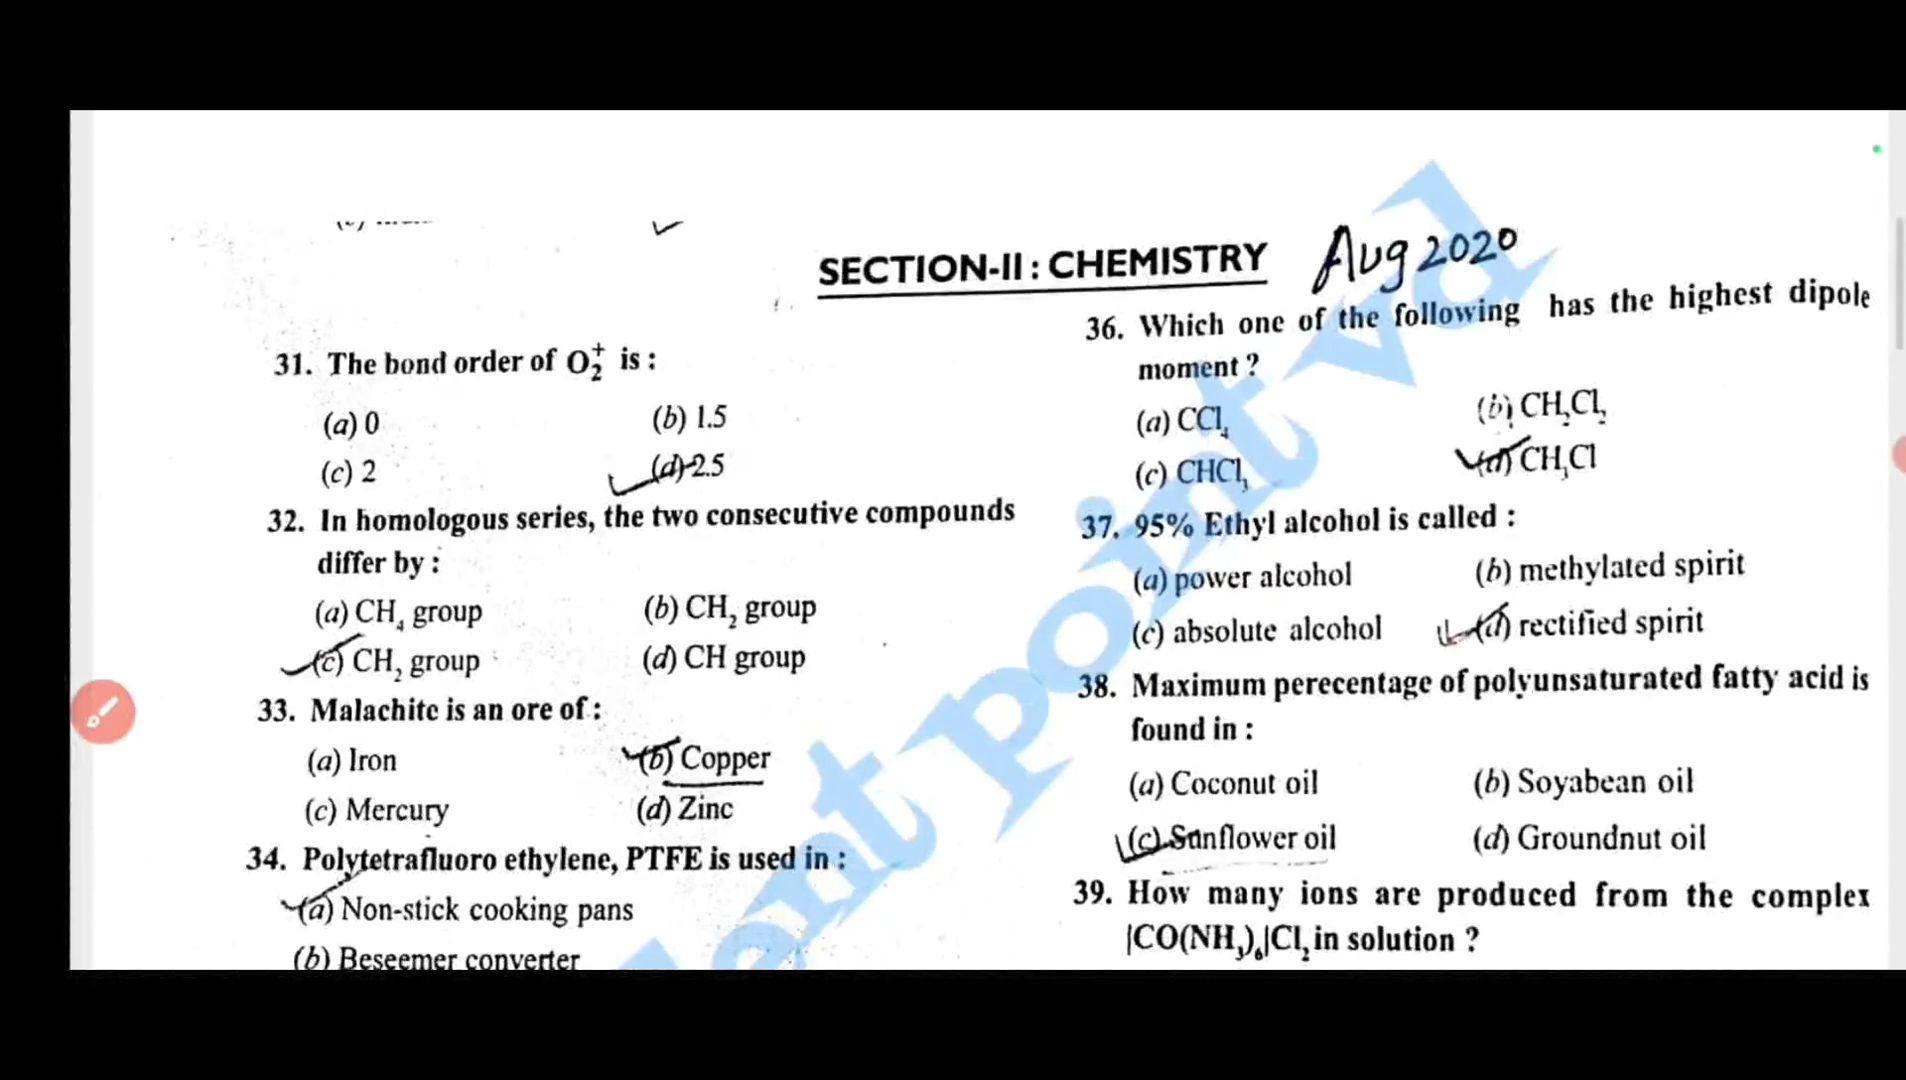 SECTION-II : CHEMISTRY Aug 2020
31. The bond order of O₂⁺ is :
(a) 0 (b) 1.5
(c) 2 (d) 2.5
32. In homologous series, the two consecutive compounds
differ by :
(a) CH₄ group (b) CH₂ group
(c) CH₂ group (d) CH group
33. Malachite is an ore of :
(a) Iron (b) Copper
(c) Mercury (d) Zinc
34. Polytetrafluoro ethylene, PTFE is used in :
(a) Non-stick cooking pans
(b) Beseemer converter
36. Which one of the following has the highest dipole
moment ?
(a) CCl₄ (b) CH₂Cl₂
(c) CHCl₃ (d) CH₃Cl
37. 95% Ethyl alcohol is called :
(a) power alcohol (b) methylated spirit
(c) absolute alcohol (d) rectified spirit
38. Maximum perecentage of polyunsaturated fatty acid is
found in :
(a) Coconut oil (b) Soyabean oil
(c) Sunflower oil (d) Groundnut oil
39. How many ions are produced from the complex
|CO(NH₃)₆|Cl₂ in solution ?
point vd